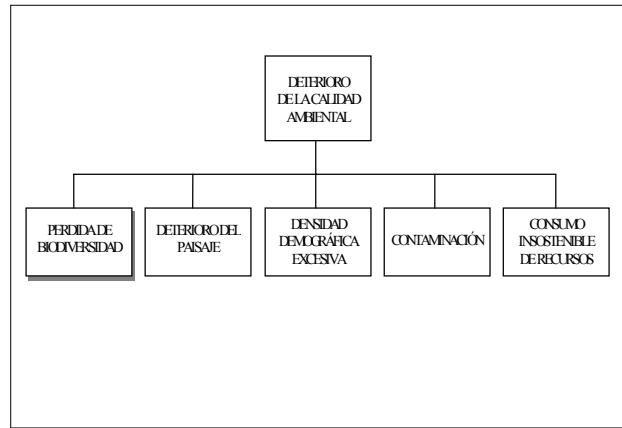 DETERIORO
DE LA CALIDAD
AMBIENTAL
PERDIDA DE
BIODIVERSIDAD
DETERIORO DEL
PAISAJE
DENSIDAD
DEMOGRÁFICA
EXCESIVA
CONTAMINACIÓN
CONSUMO
INSOSTENIBLE
DE RECURSOS